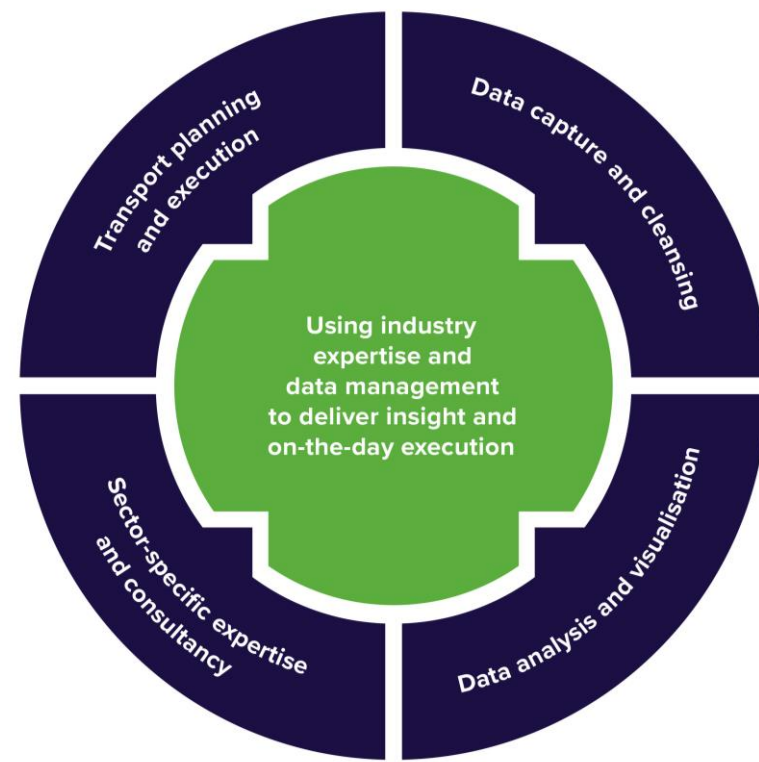 Transport planning
and execution
Data capture and cleansing
Using industry
expertise and
data management
to deliver insight and
on-the-day execution
Sector-specific expertise
and consultancy
Data analysis and visualisation